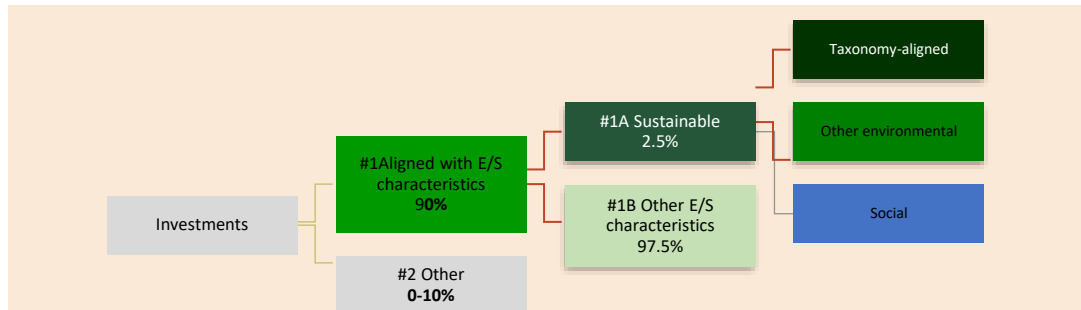 Taxonomy-aligned
#1A Sustainable
2.5%
Other environmental
#1Aligned with E/S
characteristics
90%
#1B Other E/S
characteristics
97.5%
Social
Investments
#2 Other
0-10%